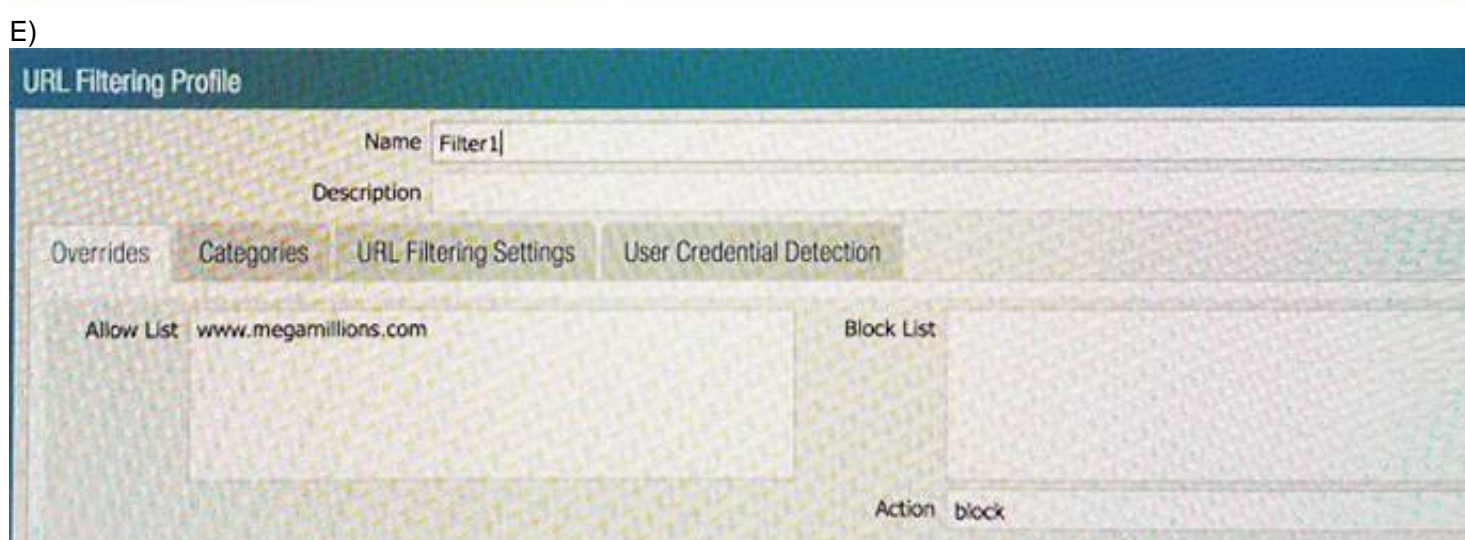 E)
URL Filtering Profile
Name Filter1
Description
Overrides Categories URL Filtering Settings User Credential Detection
Allow List www.megamillions.com Block List
Action block